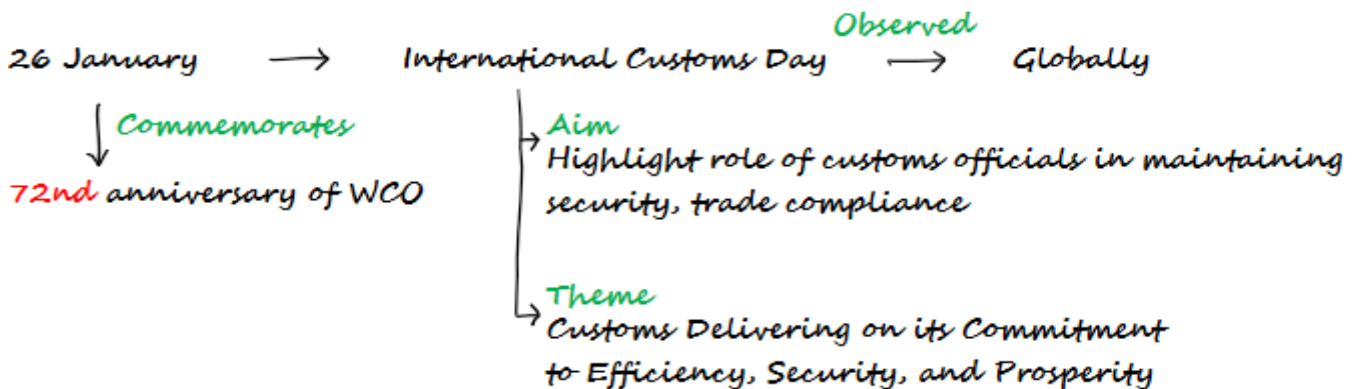 Observed
26 January → International Customs Day → Globally
Commemorates
Aim
Highlight role of customs officials in maintaining
72nd anniversary of WCO
security, trade compliance
Theme
Customs Delivering on its Commitment
to Efficiency, Security, and Prosperity